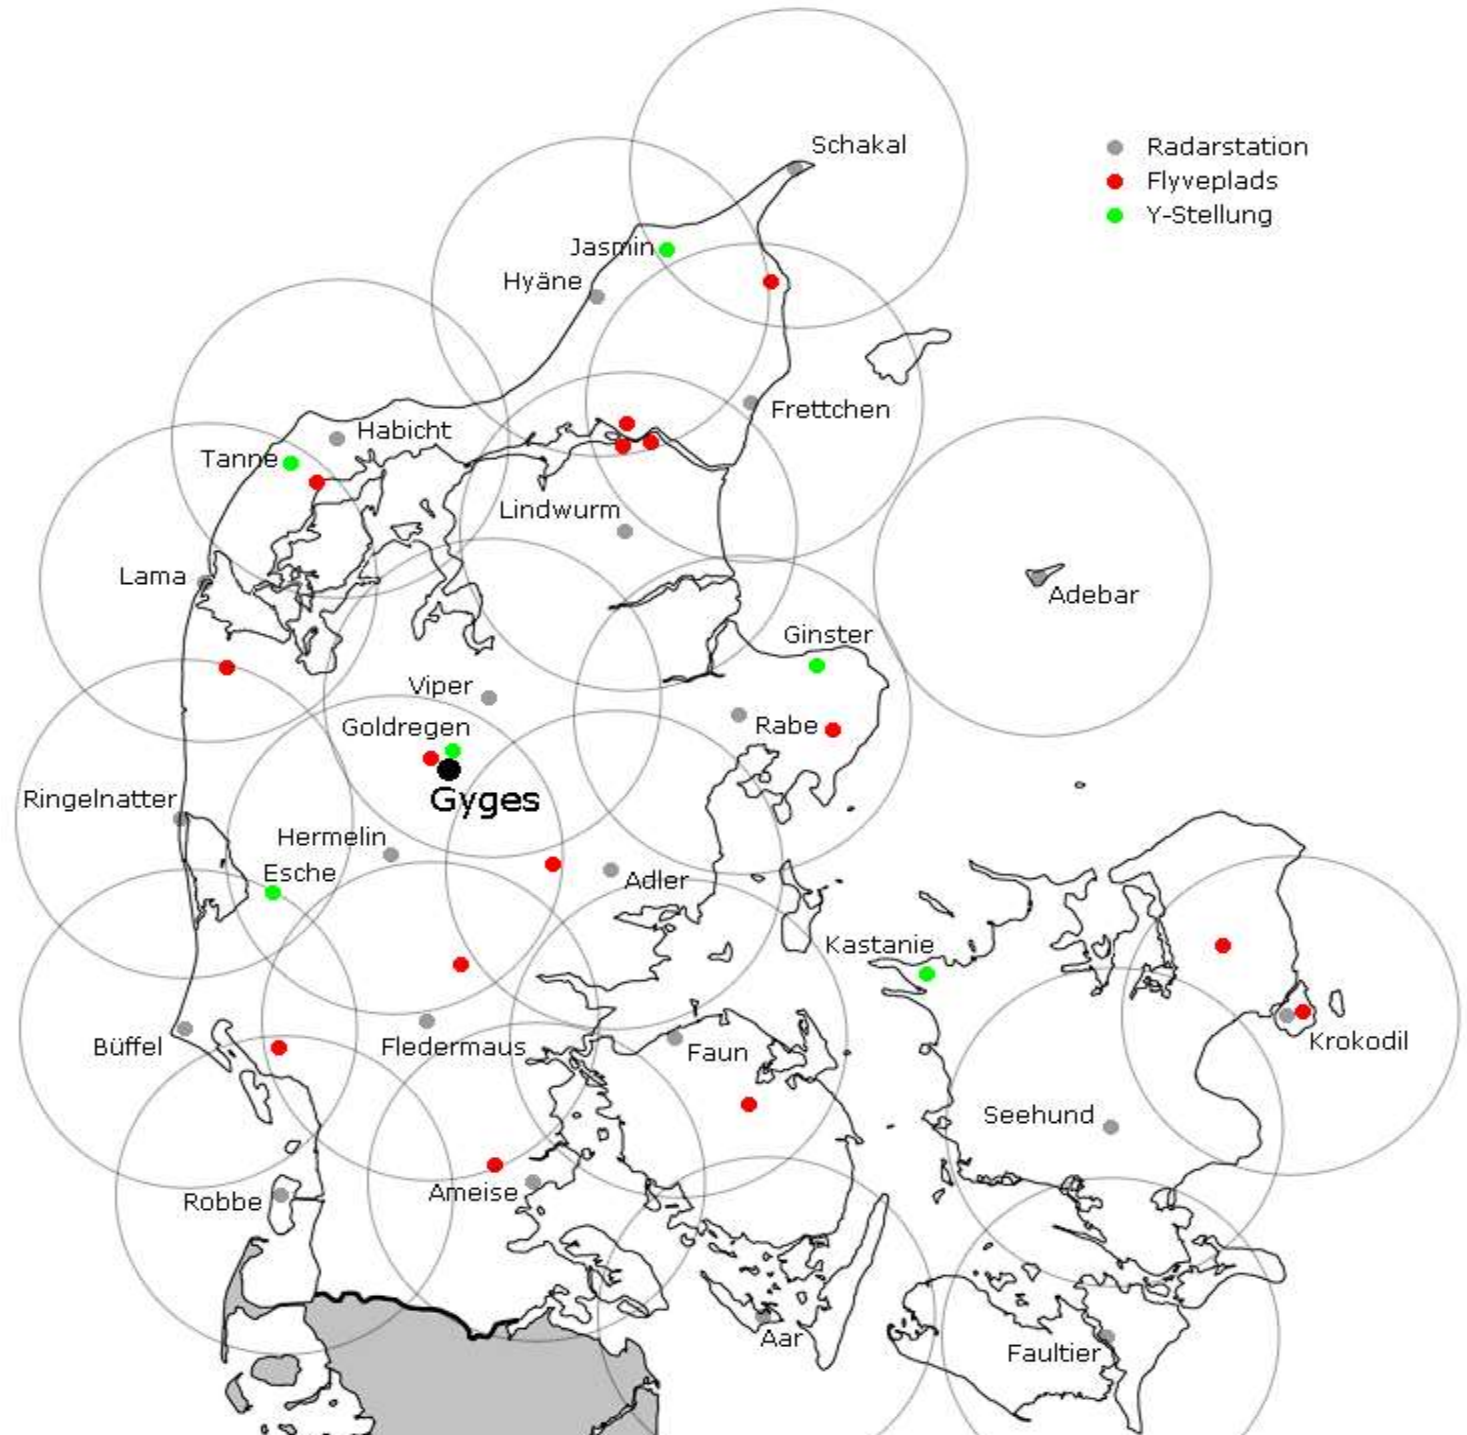 Schakal
Radarstation
Flyveplads
Y-Stellung
Jasmin
Hyäne
Frettchen
Habicht
Tanne
Lindwurm
Lama
Adebar
Ginster
Viper
Goldregen
Rabe
Gyges
Ringelnatter
Hermelin
Esche
Adler
Kastanie
Büffel
Fledermaus
Faun
Krokodil
Seehund
Ameise
Robbe
Aar
Faultier